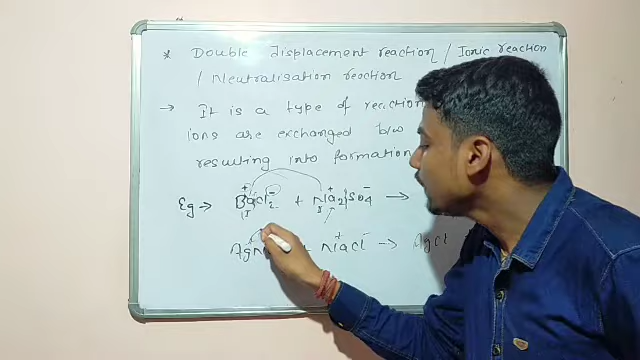 * Double displacement reaction / Ionic reaction
/ Neutralisation reaction
→ It is a type of reaction
ions are exchanged b/w
resulting into formation
Eg → BaCl2 + Na2SO4 →
AgN + NaCl → AgCl